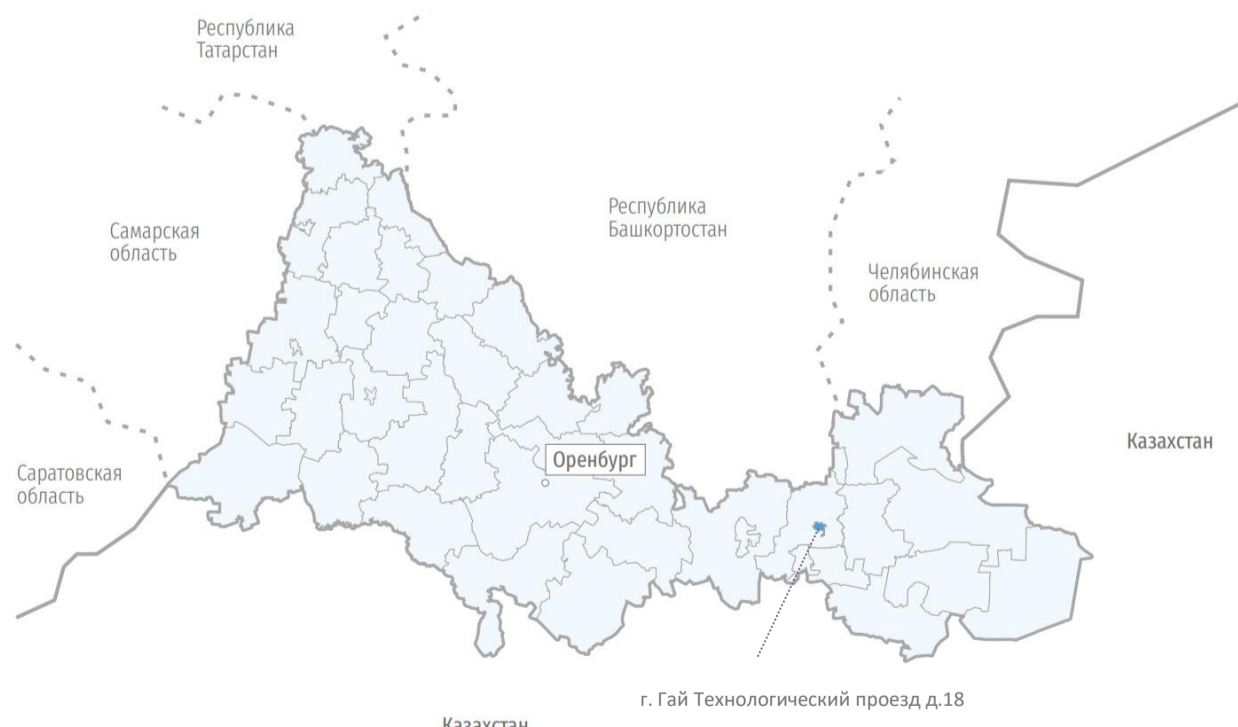 Республика
Татарстан
Самарская
область
Республика
Башкортостан
Челябинская
область
Казахстан
Оренбург
Саратовская
область
г. Гай Технологический проезд д.18
Казахстан